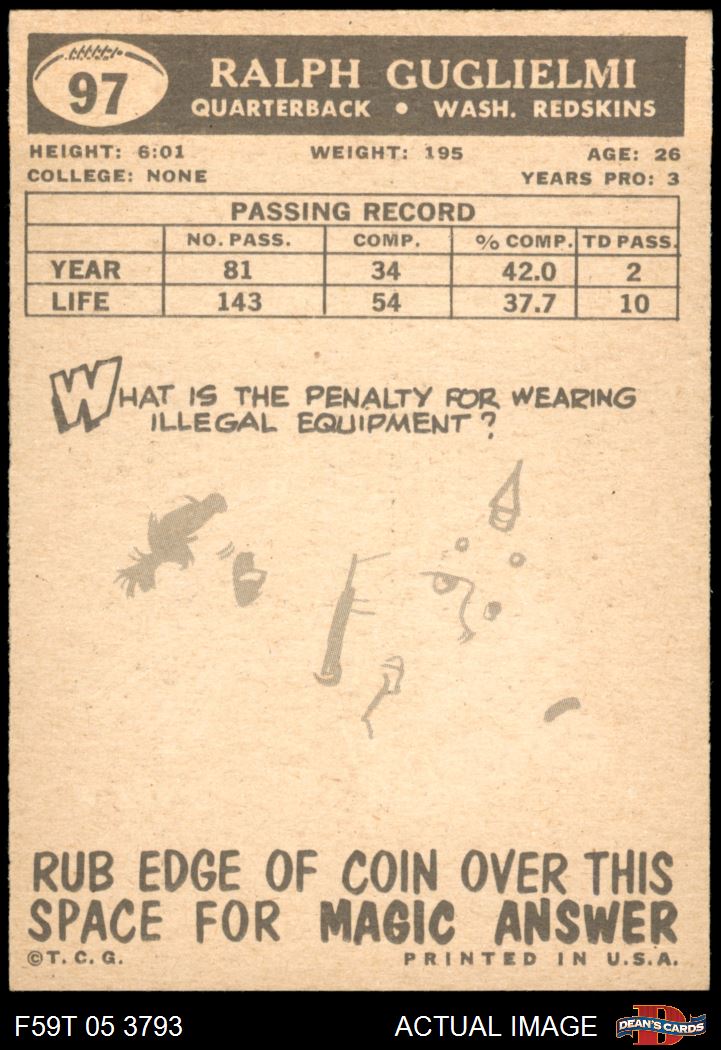 97
RALPH GUGLIELMI
QUARTERBACK • WASH. REDSKINS
HEIGHT: 6:01 WEIGHT: 195 AGE: 26
COLLEGE: NONE YEARS PRO: 3
PASSING RECORD
NO. PASS. COMP. % COMP. TD PASS.
YEAR 81 34 42.0 2
LIFE 143 54 37.7 10
WHAT IS THE PENALTY FOR WEARING
ILLEGAL EQUIPMENT?
RUB EDGE OF COIN OVER THIS
SPACE FOR MAGIC ANSWER
©T.C.G. PRINTED IN U.S.A.
F59T 05 3793 ACTUAL IMAGE D DEAN'S CARDS